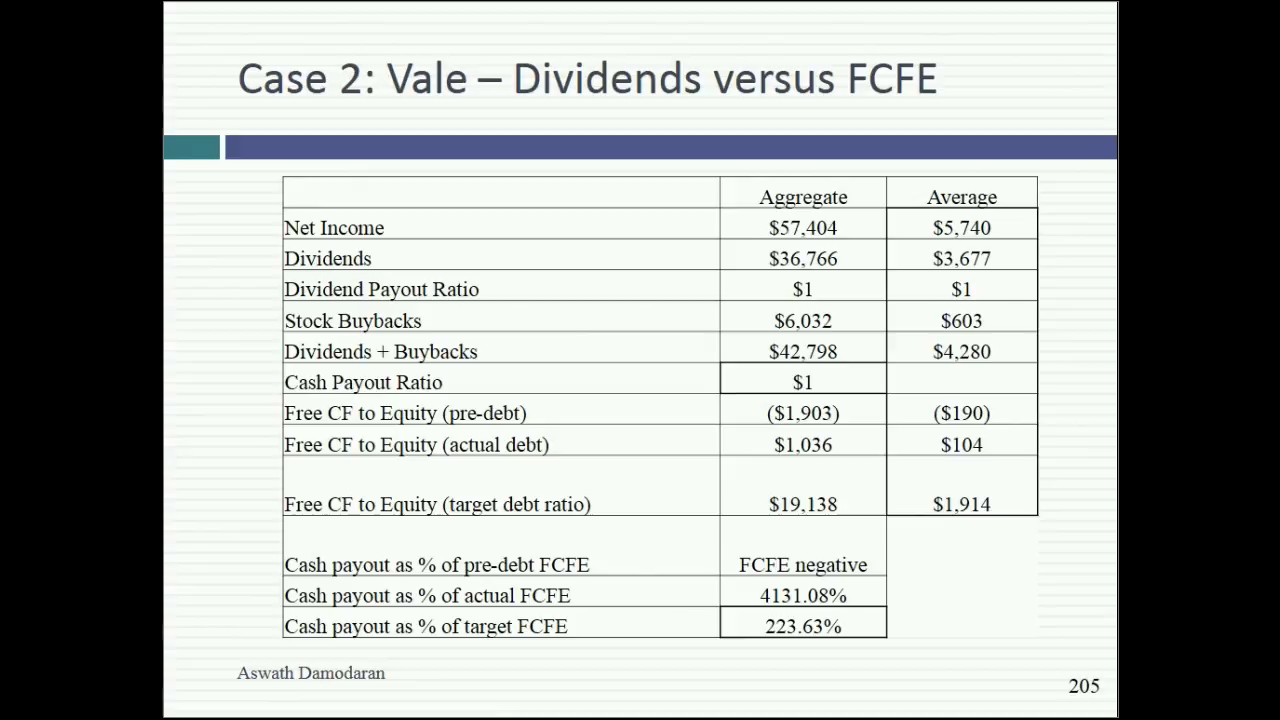 Case 2: Vale – Dividends versus FCFE
Aggregate Average
Net Income $57,404 $5,740
Dividends $36,766 $3,677
Dividend Payout Ratio $1 $1
Stock Buybacks $6,032 $603
Dividends + Buybacks $42,798 $4,280
Cash Payout Ratio $1
Free CF to Equity (pre-debt) ($1,903) ($190)
Free CF to Equity (actual debt) $1,036 $104
Free CF to Equity (target debt ratio) $19,138 $1,914
Cash payout as % of pre-debt FCFE FCFE negative
Cash payout as % of actual FCFE 4131.08%
Cash payout as % of target FCFE 223.63%
Aswath Damodaran
205